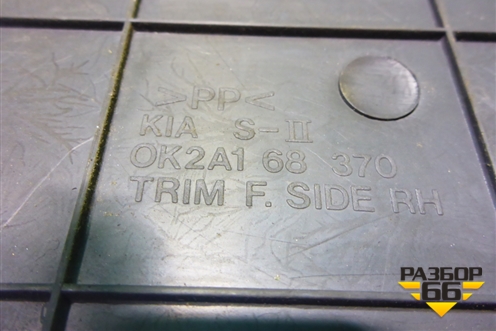 >PP<
KIA S-II
OK2A1 68 370
TRIM F. SIDE RH
РАЗБОР
66